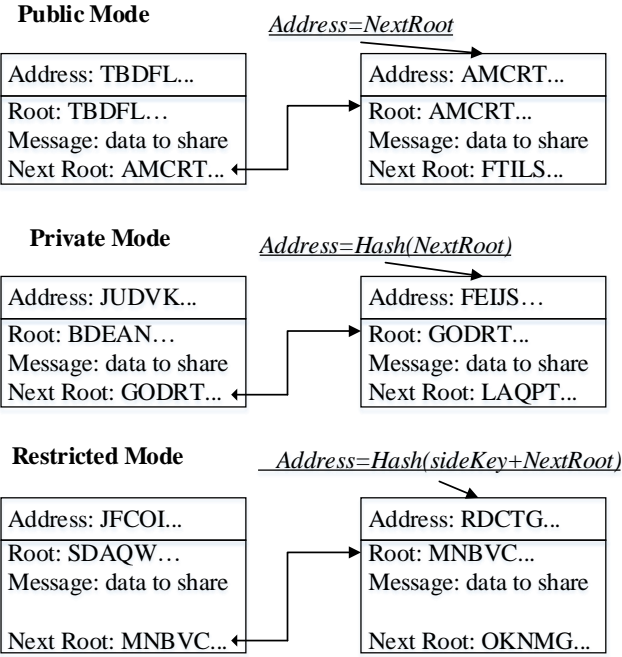 Public Mode
Address=NextRoot
Address: TBDFL...
Root: TBDFL...
Message: data to share
Next Root: AMCRT...
Address: AMCRT...
Root: AMCRT...
Message: data to share
Next Root: FTILS...
Private Mode
Address=Hash(NextRoot)
Address: JUDVK...
Root: BDEAN...
Message: data to share
Next Root: GODRT...
Address: FEIJS...
Root: GODRT...
Message: data to share
Next Root: LAQPT...
Restricted Mode
Address=Hash(sideKey+NextRoot)
Address: JFCOI...
Root: SDAQW...
Message: data to share
Next Root: MNBVC...
Address: RDCTG...
Root: MNBVC...
Message: data to share
Next Root: OKNMG...